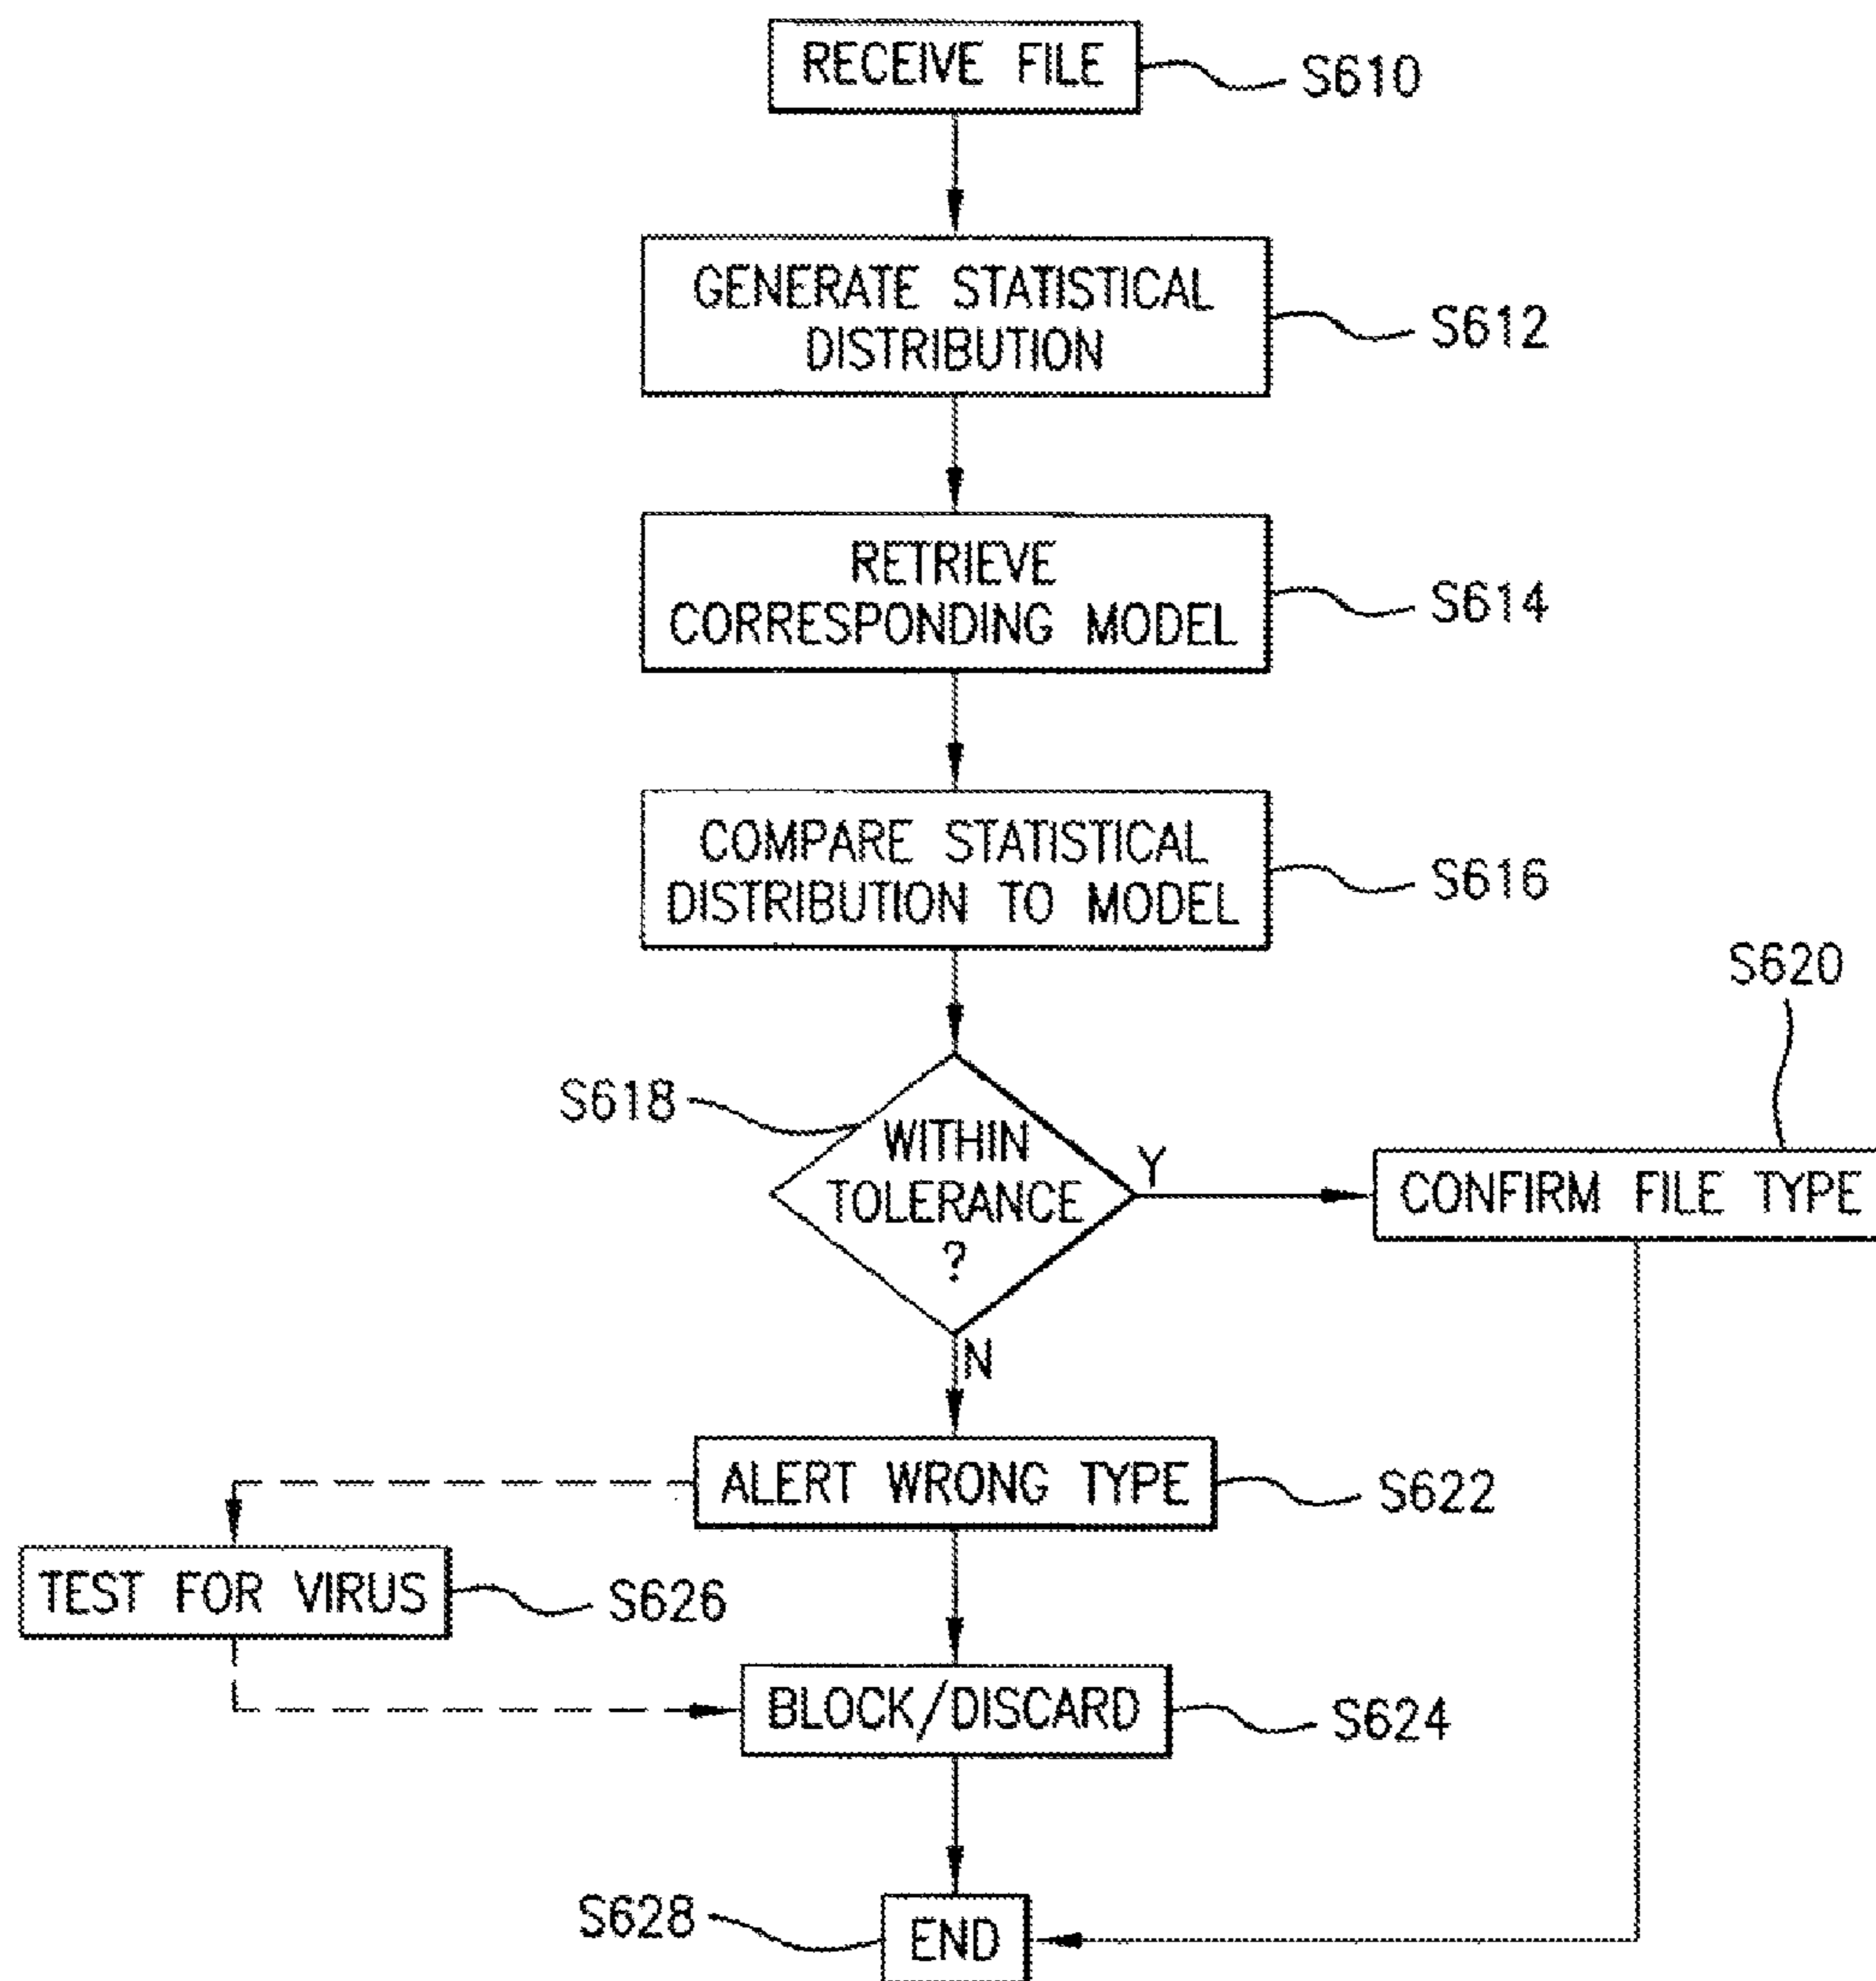 RECEIVE FILE
S610
GENERATE STATISTICAL
DISTRIBUTION
S612
RETRIEVE
CORRESPONDING MODEL
S614
COMPARE STATISTICAL
DISTRIBUTION TO MODEL
S616
S618
WITHIN
TOLERANCE
?
Y
S620
CONFIRM FILE TYPE
N
ALERT WRONG TYPE
S622
TEST FOR VIRUS
S626
BLOCK/DISCARD
S624
S628
END